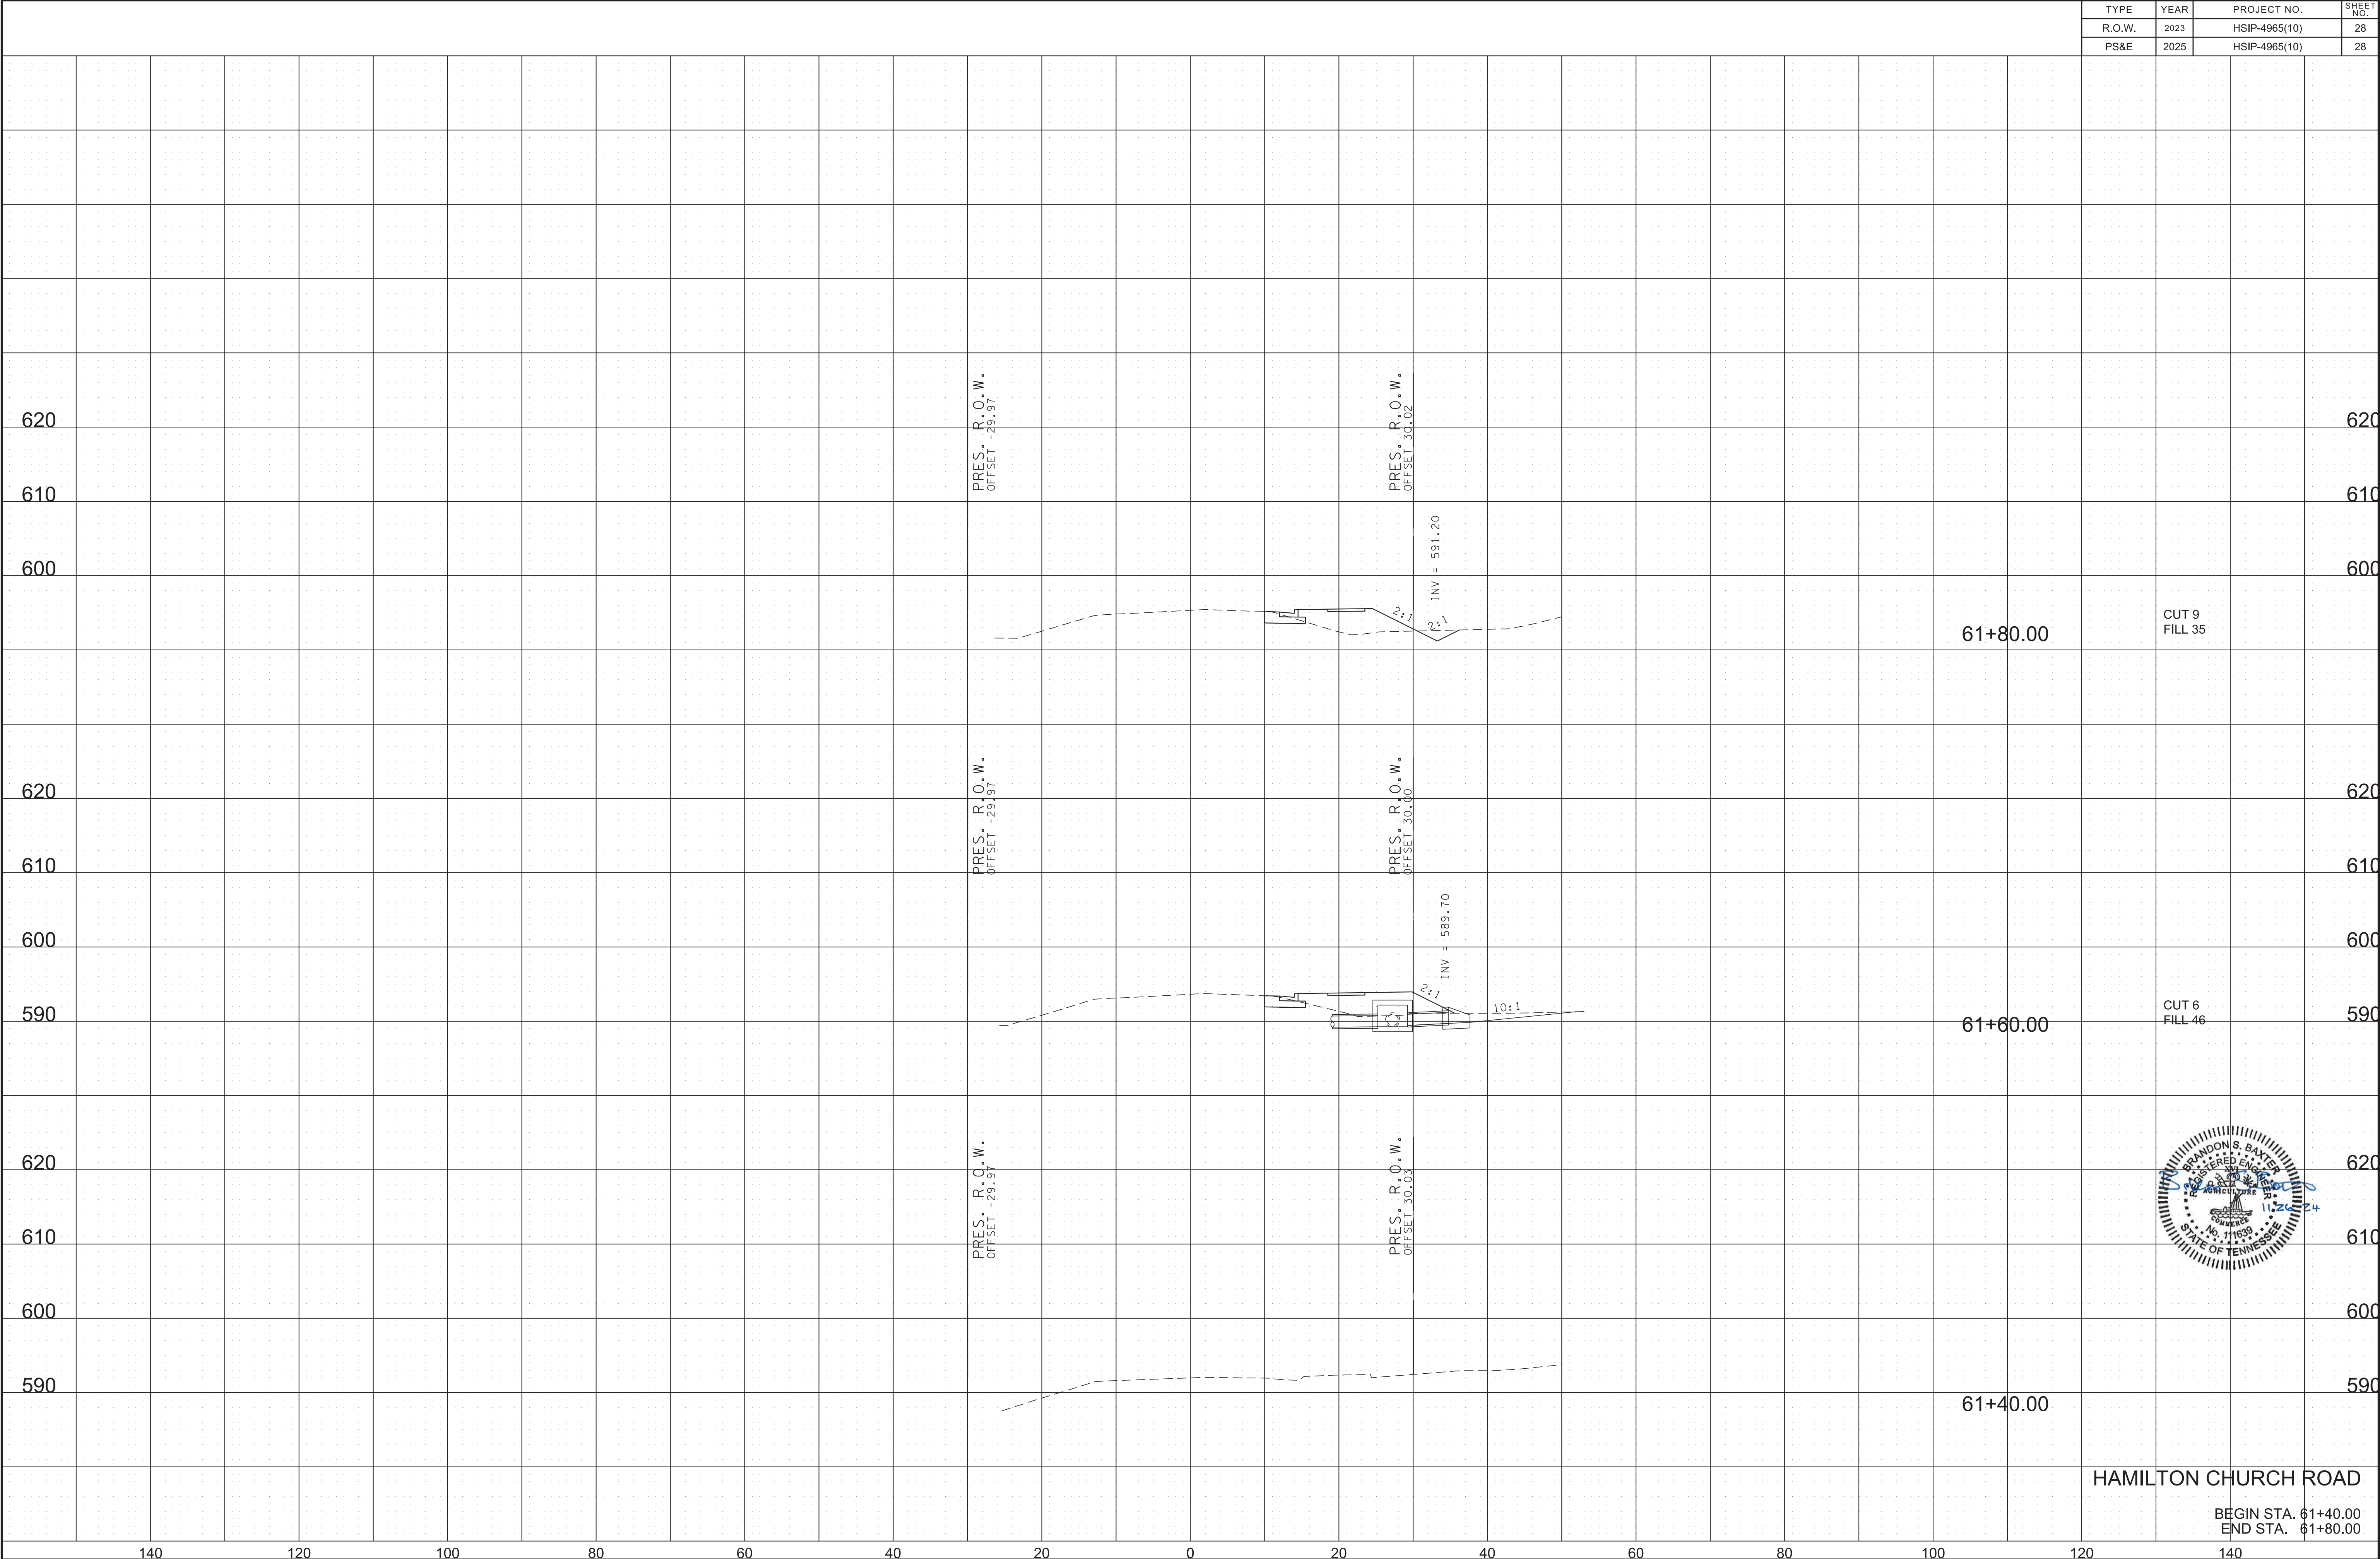 TYPE YEAR PROJECT NO. SHEET NO.
R.O.W. 2023 HSIP-4965(10) 28
PS&E 2025 HSIP-4965(10) 28
PRES. R.O.W.
OFFSET -29.97
PRES. R.O.W.
OFFSET 30.02
620 620
610 610
INV = 591.20
600 600
2:1
2:1
61+80.00
CUT 9
FILL 35
PRES. R.O.W.
OFFSET -29.97
PRES. R.O.W.
OFFSET 30.00
620 620
610 610
INV = 589.70
600 600
2:1
10:1
590 590
61+60.00
CUT 6
FILL 46
PRES. R.O.W.
OFFSET -29.97
PRES. R.O.W.
OFFSET 30.03
620 620
BRANDON S. BAXTER
REGISTERED ENGINEER
XVI
AGRICULTURE
COMMERCE
No. 111639
STATE OF TENNESSEE
11.26.24
610 610
600 600
590 590
61+40.00
HAMILTON CHURCH ROAD
BEGIN STA. 61+40.00
END STA. 61+80.00
140 120 100 80 60 40 20 0 20 40 60 80 100 120 140